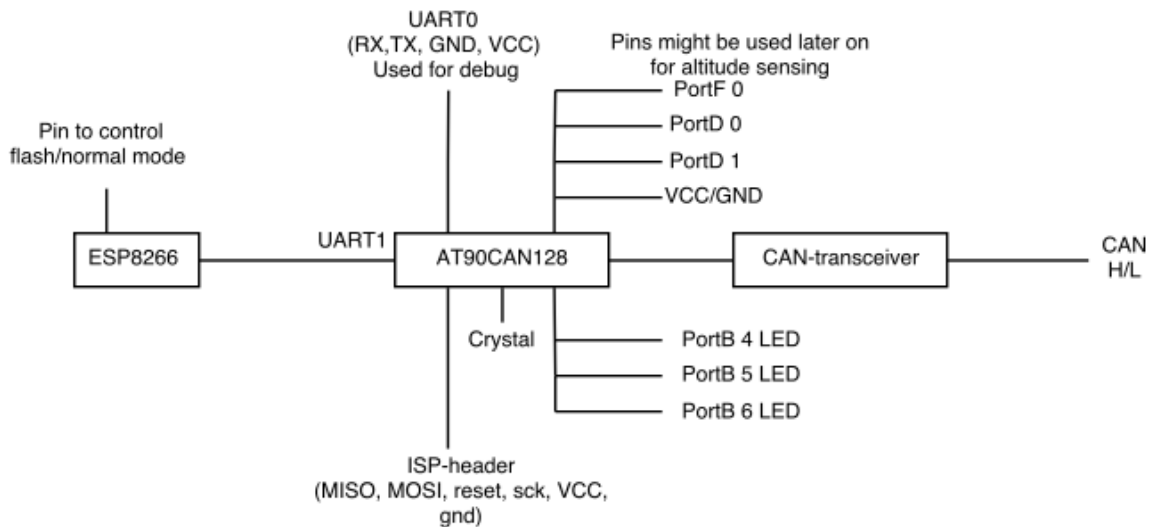 UART0
(RX,TX, GND, VCC)
Used for debug
Pins might be used later on
for altitude sensing
PortF 0
PortD 0
PortD 1
VCC/GND
Pin to control
flash/normal mode
ESP8266
UART1
AT90CAN128
CAN-transceiver
CAN
H/L
Crystal
PortB 4 LED
PortB 5 LED
PortB 6 LED
ISP-header
(MISO, MOSI, reset, sck, VCC,
gnd)